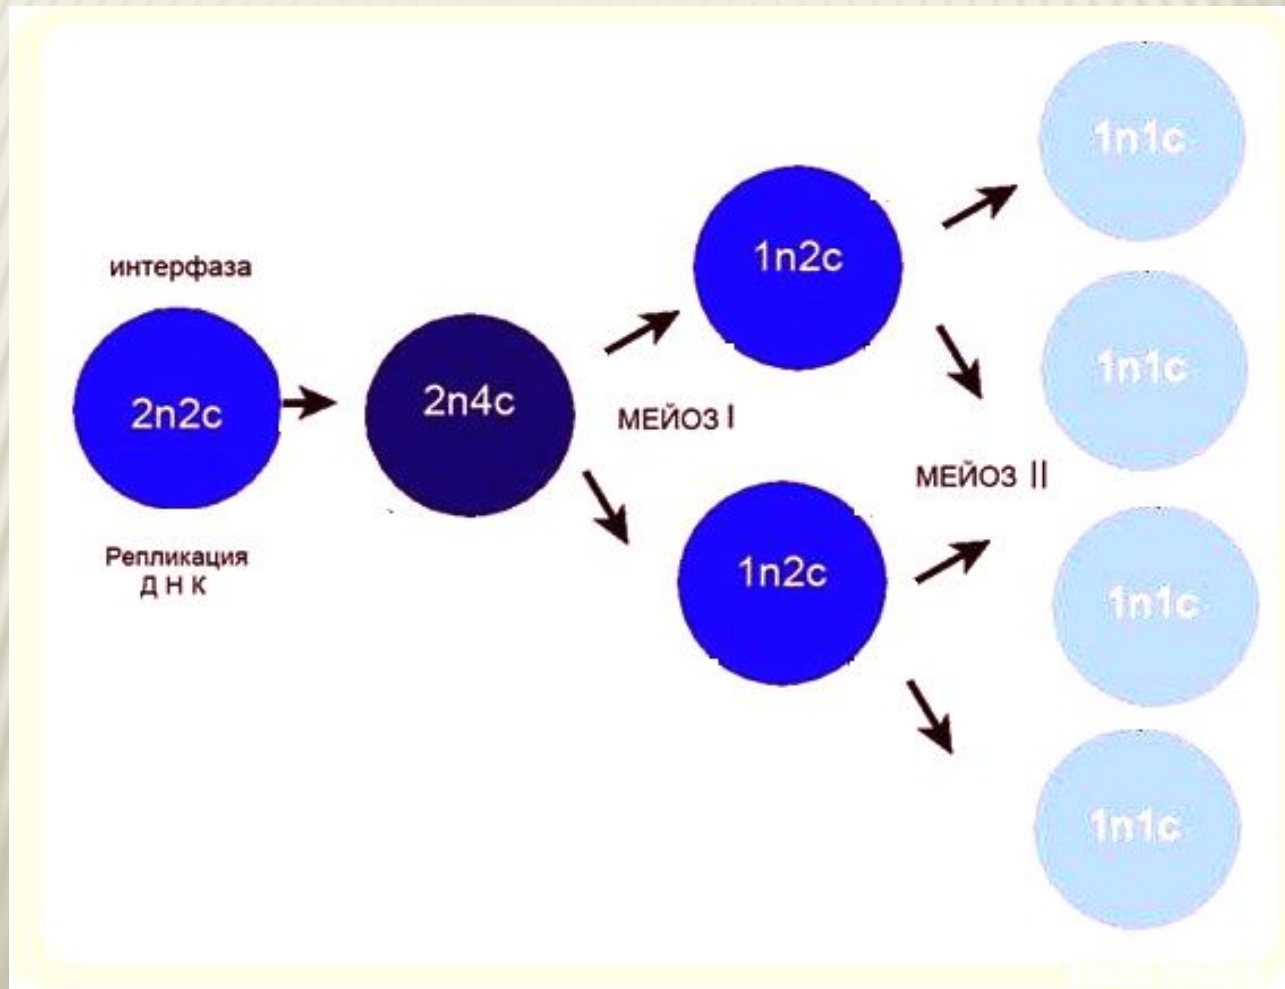 интерфаза
2n2c
Репликация
Д Н К
2n4c
МЕЙОЗ I
1n2c
1n2c
МЕЙОЗ II
1n1c
1n1c
1n1c
1n1c